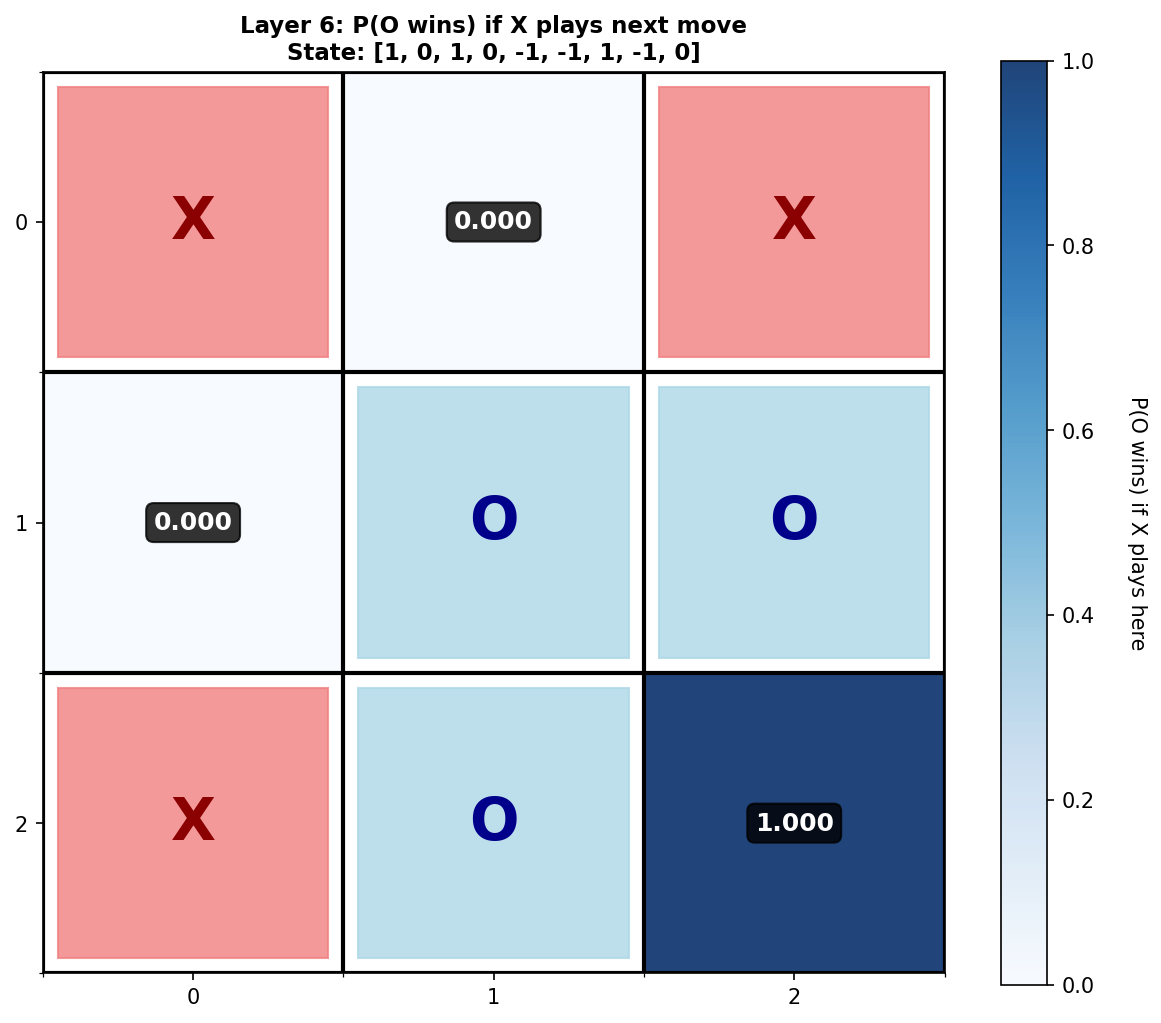 Layer 6: P(O wins) if X plays next move
State: [1, 0, 1, 0, -1, -1, 1, -1, 0]
0
X
0.000
X
1
0.000
O
O
2
X
O
1.000
0
1
2
1.0
0.8
0.6
0.4
0.2
0.0
P(O wins) if X plays here